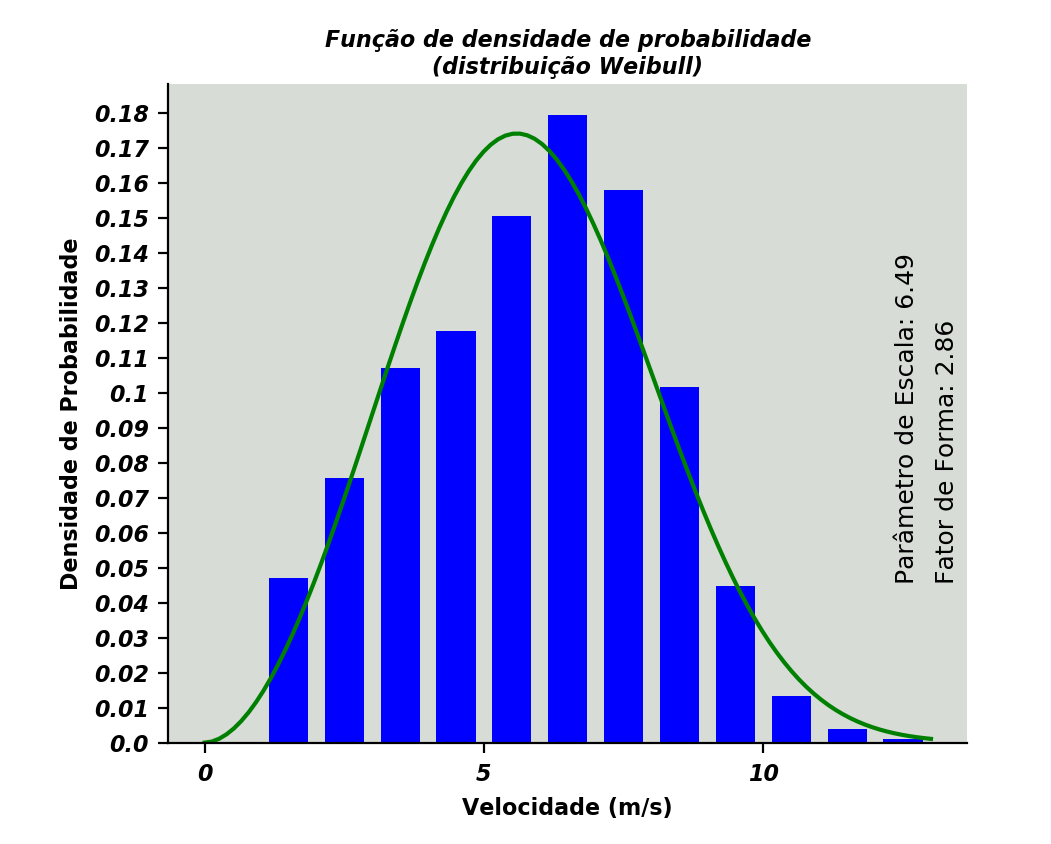 Função de densidade de probabilidade
(distribuição Weibull)
0.18
0.17
0.16
0.15
0.14
0.13
0.12
0.11
0.1
0.09
0.08
0.07
0.06
0.05
0.04
0.03
0.02
0.01
0.0
Densidade de Probabilidade
Parâmetro de Escala: 6.49
Fator de Forma: 2.86
0 5 10
Velocidade (m/s)